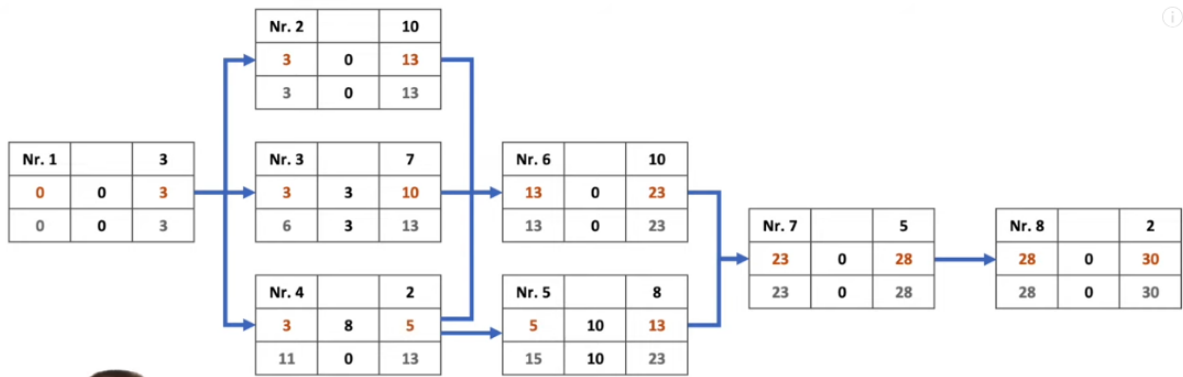 Nr. 2 10
3 0 13
3 0 13
Nr. 1 3
0 0 3
0 0 3
Nr. 3 7
3 3 10
6 3 13
Nr. 6 10
13 0 23
13 0 23
Nr. 4 2
3 8 5
11 0 13
Nr. 5 8
5 10 13
15 10 23
Nr. 7 5
23 0 28
23 0 28
Nr. 8 2
28 0 30
28 0 30